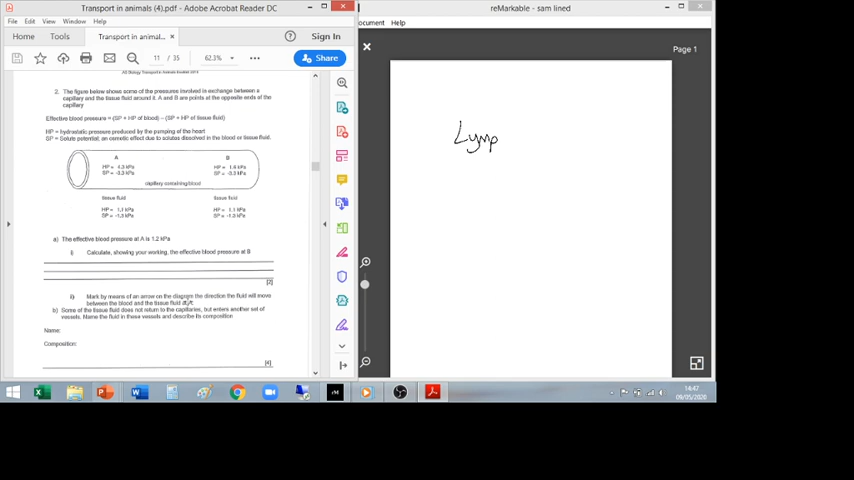 Transport in animals (4).pdf - Adobe Acrobat Reader DC
File Edit View Window Help
Home Tools Transport in animal... × Sign In
11 / 35 62.3% Share
2. The figure below shows some of the pressures involved in exchange between a
capillary and the tissue fluid around it. A and B are points at the opposite ends of the
capillary
Effective blood pressure = (SP + HP of blood) – (SP + HP of tissue fluid)
HP = hydrostatic pressure produced by the pumping of the heart
SP = Solute potential, an osmotic effect due to solutes dissolved in the blood or tissue fluid.
A B
HP = 4.3 kPa HP = 1.6 kPa
SP = -3.3 kPa SP = -3.3 kPa
capillary containing blood
tissue fluid tissue fluid
HP = 1.1 kPa HP = 1.1 kPa
SP = -1.3 kPa SP = -1.3 kPa
a) The effective blood pressure at A is 1.2 kPa
i) Calculate, showing your working, the effective blood pressure at B
[2]
ii) Mark by means of an arrow on the diagram the direction the fluid will move
between the blood and the tissue fluid at
b) Some of the tissue fluid does not return to the capillaries, but enters another set of
vessels. Name the fluid in these vessels and describe its composition
Name:
Composition:
[4]
reMarkable - sam lined
ocument Help
Page 1
Lymp
14:42
09/05/2020